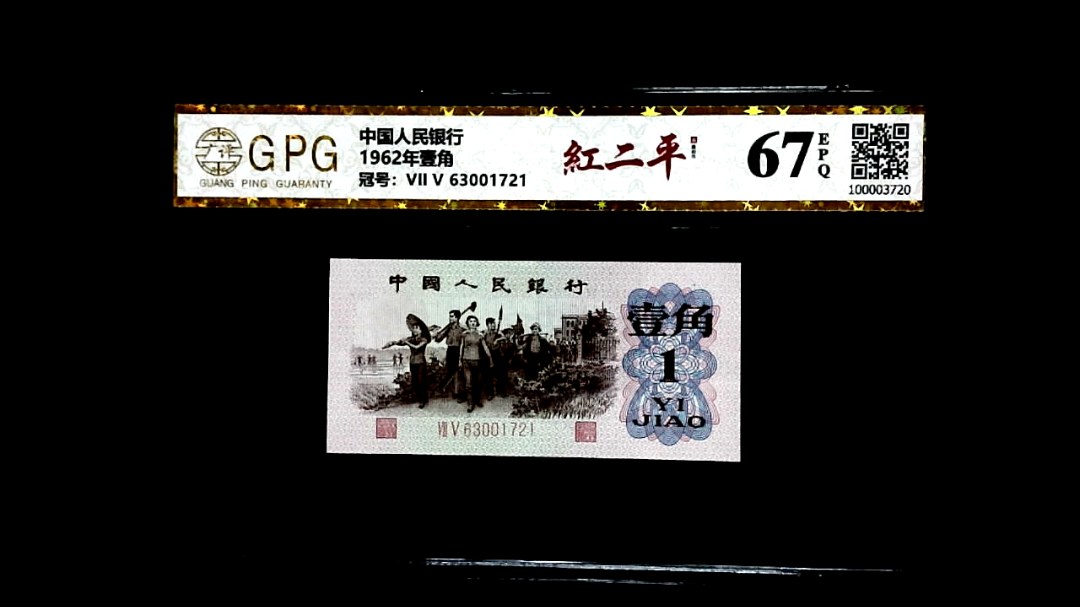 GPG
GUANG PING GUARANTY
中国人民银行
1962年壹角
冠号：VII V 63001721
紅二平
67
EPQ
100003720
中國人民銀行
壹角
1
YI
JIAO
VII V 63001721